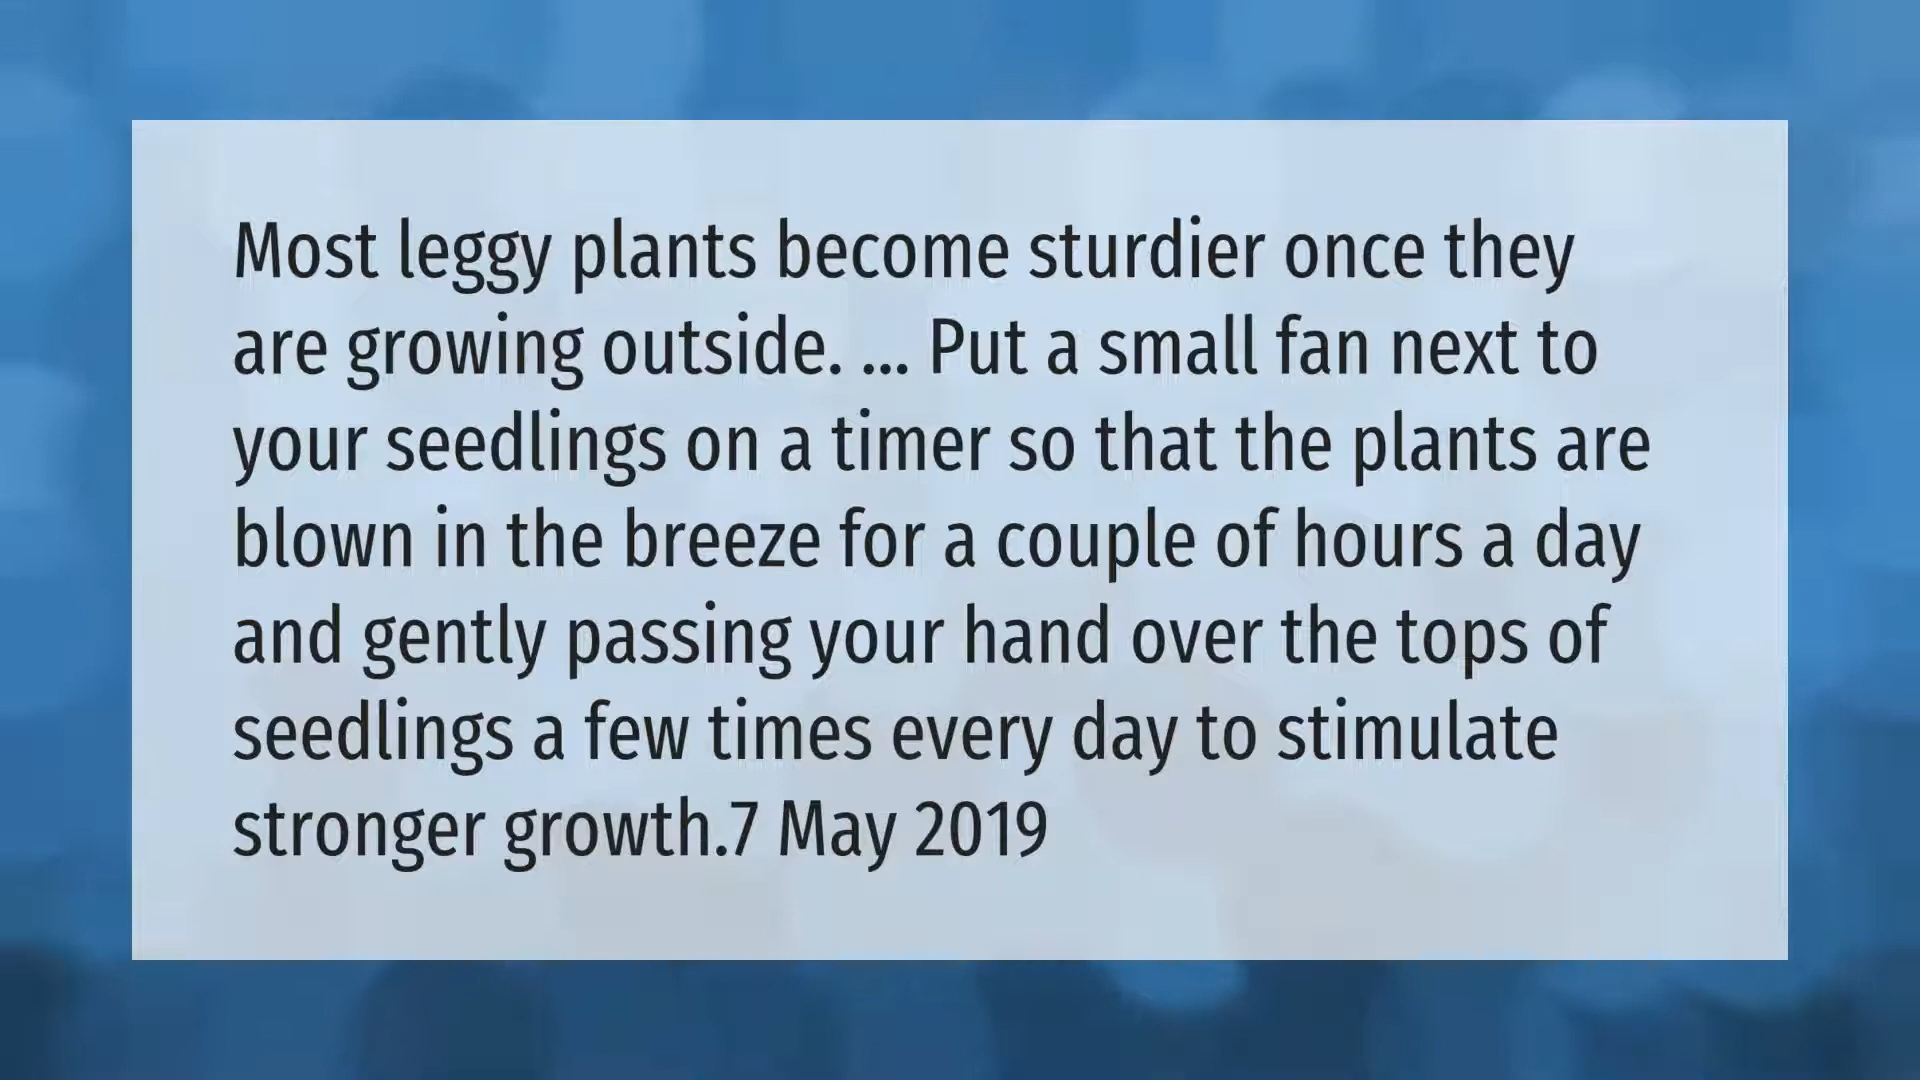 Most leggy plants become sturdier once they
are growing outside. ... Put a small fan next to
your seedlings on a timer so that the plants are
blown in the breeze for a couple of hours a day
and gently passing your hand over the tops of
seedlings a few times every day to stimulate
stronger growth.7 May 2019